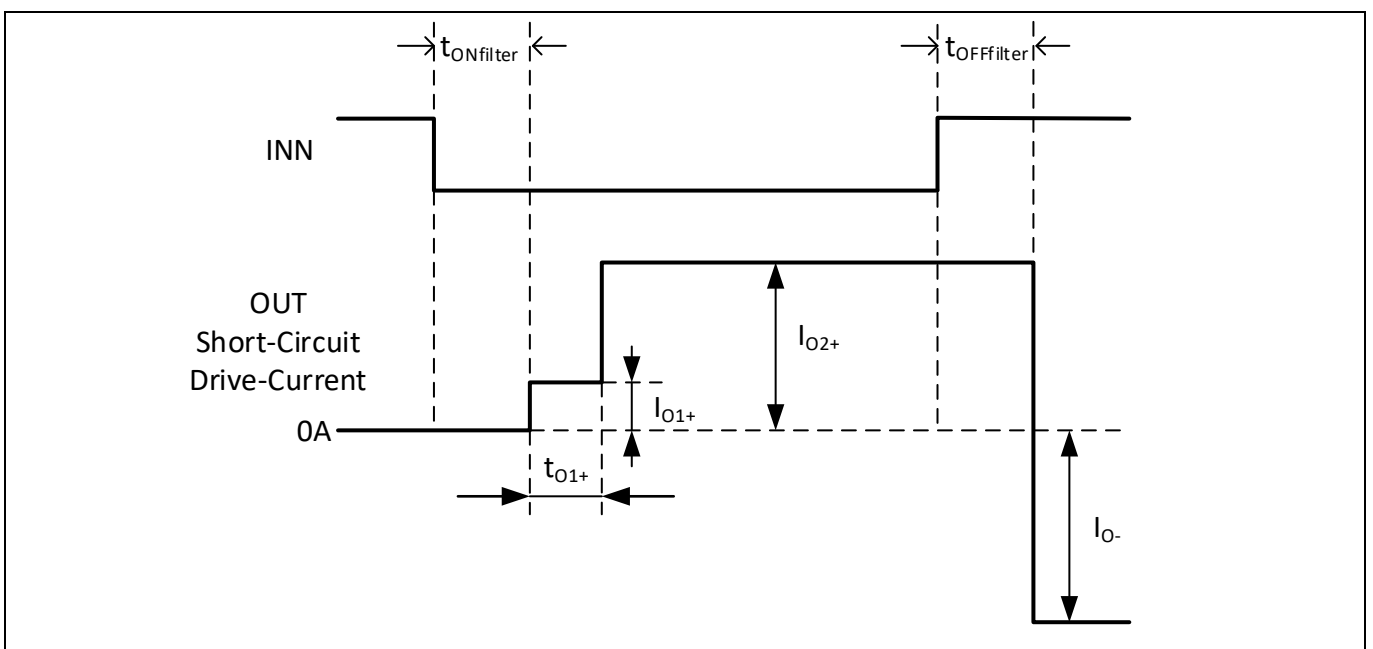 tONfilter
tOFFfilter
INN
OUT
Short-Circuit
Drive-Current
IO2+
IO1+
0A
tO1+
IO-